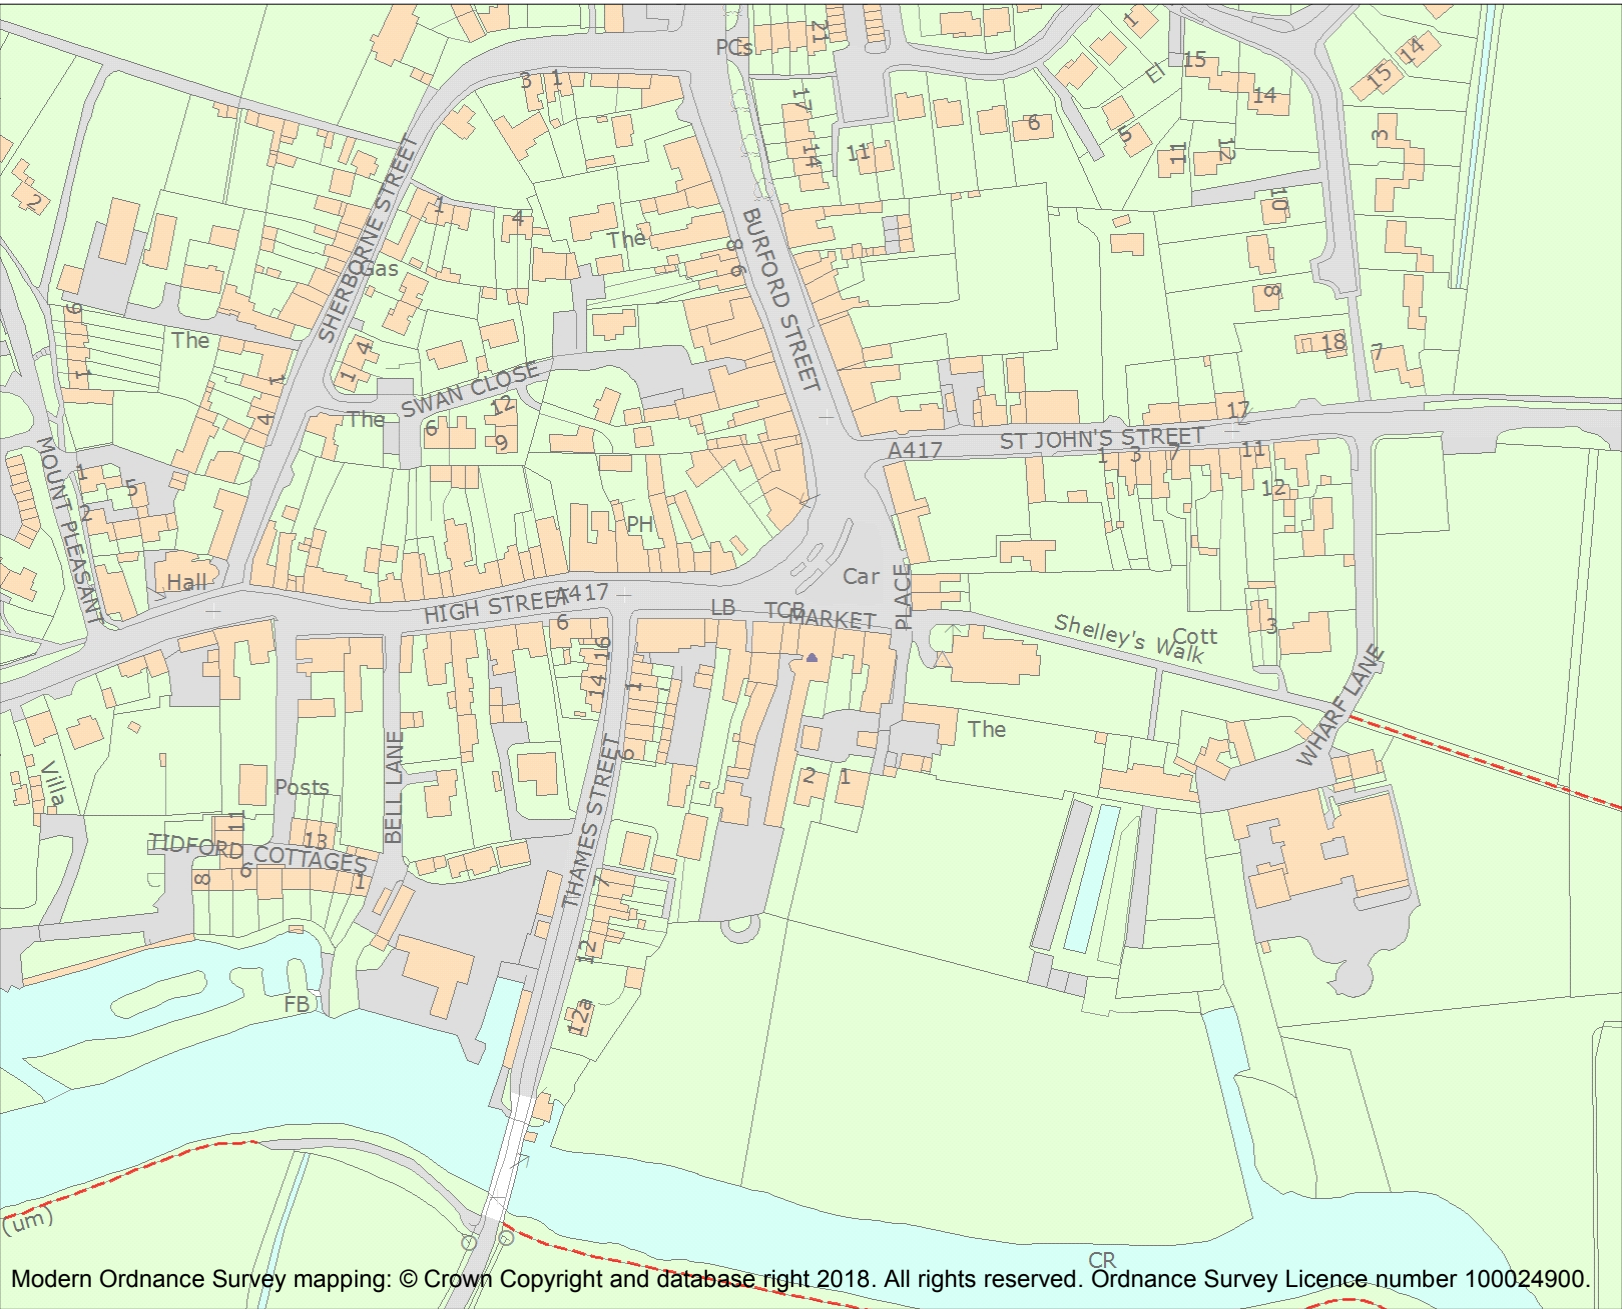 1
21
PCs
15
14
El
15
3
1
17
14
14
11
6
5
11
12
3
2
1
4
The
8
6
10
Gas
SHERBORNE STREET
BURFORD STREET
8
6
The
1
4
1
18
7
1
4
The
SWAN CLOSE
12
6
9
17
A417
ST JOHN'S STREET
1
3
7
11
12
MOUNT PLEASANT
1
5
2
PH
Hall
HIGH STREET
A417
6
LB
TCB
MARKET
PLACE
Car
Shelley's Walk
Cott
3
16
14
1
6
WHARF LANE
The
2
1
Villa
Posts
BELL LANE
THAMES STREET
11
13
TIDFORD COTTAGES
8
6
1
7
12
12a
FB
(um)
CR
Modern Ordnance Survey mapping: © Crown Copyright and database right 2018. All rights reserved. Ordnance Survey Licence number 100024900.